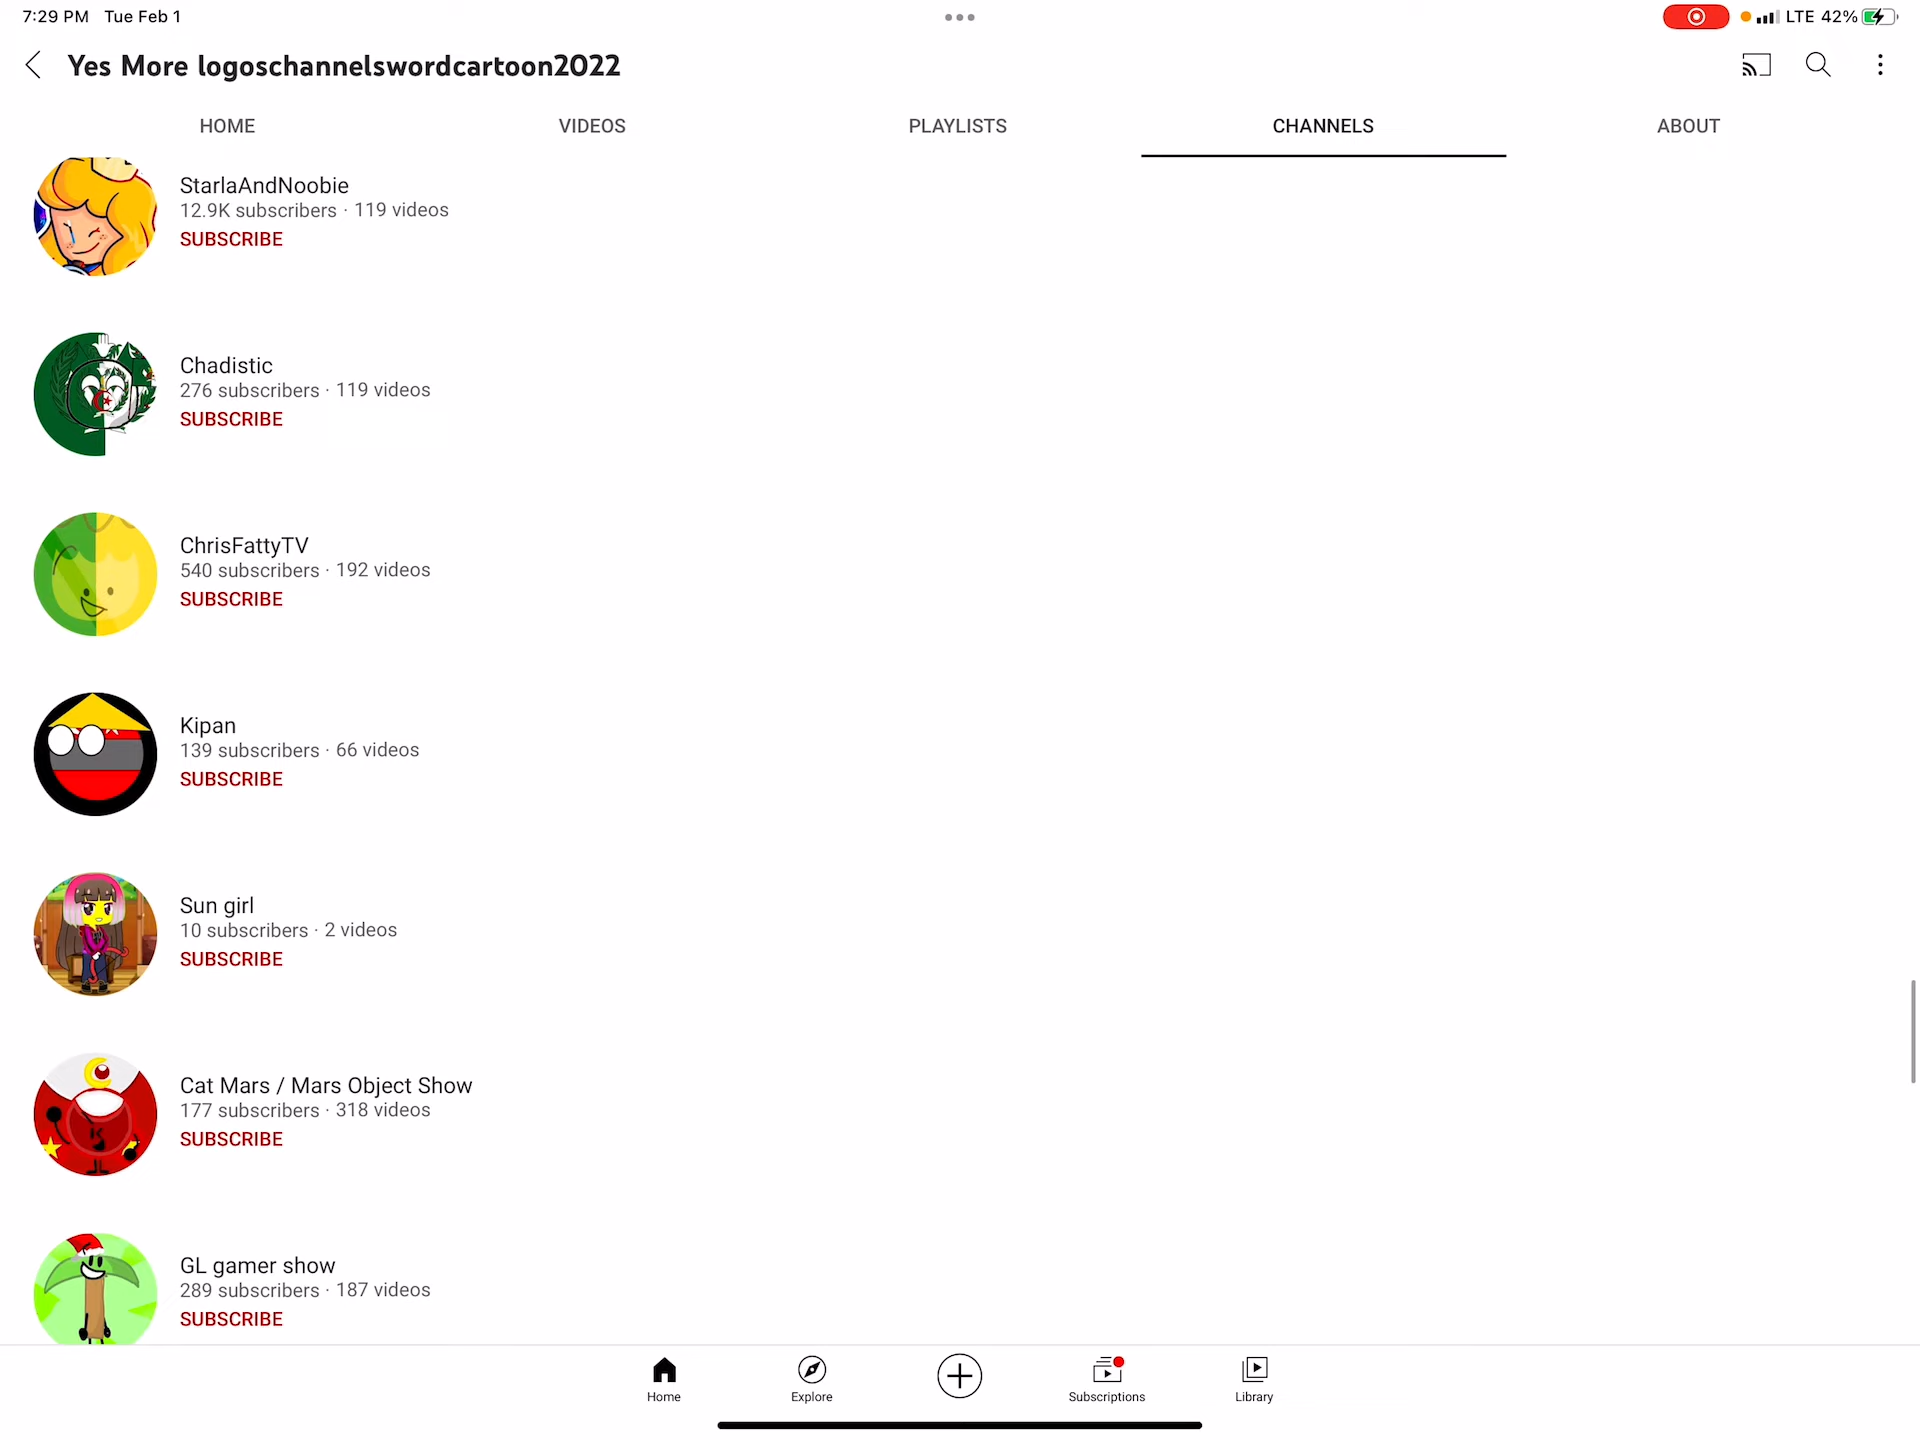 7:29 PM Tue Feb 1
LTE 42%
Yes More logoschannelswordcartoon2022
HOME VIDEOS PLAYLISTS CHANNELS ABOUT
StarlaAndNoobie
12.9K subscribers · 119 videos
SUBSCRIBE
Chadistic
276 subscribers · 119 videos
SUBSCRIBE
ChrisFattyTV
540 subscribers · 192 videos
SUBSCRIBE
Kipan
139 subscribers · 66 videos
SUBSCRIBE
Sun girl
10 subscribers · 2 videos
SUBSCRIBE
Cat Mars / Mars Object Show
177 subscribers · 318 videos
SUBSCRIBE
GL gamer show
289 subscribers · 187 videos
SUBSCRIBE
Home Explore Subscriptions Library